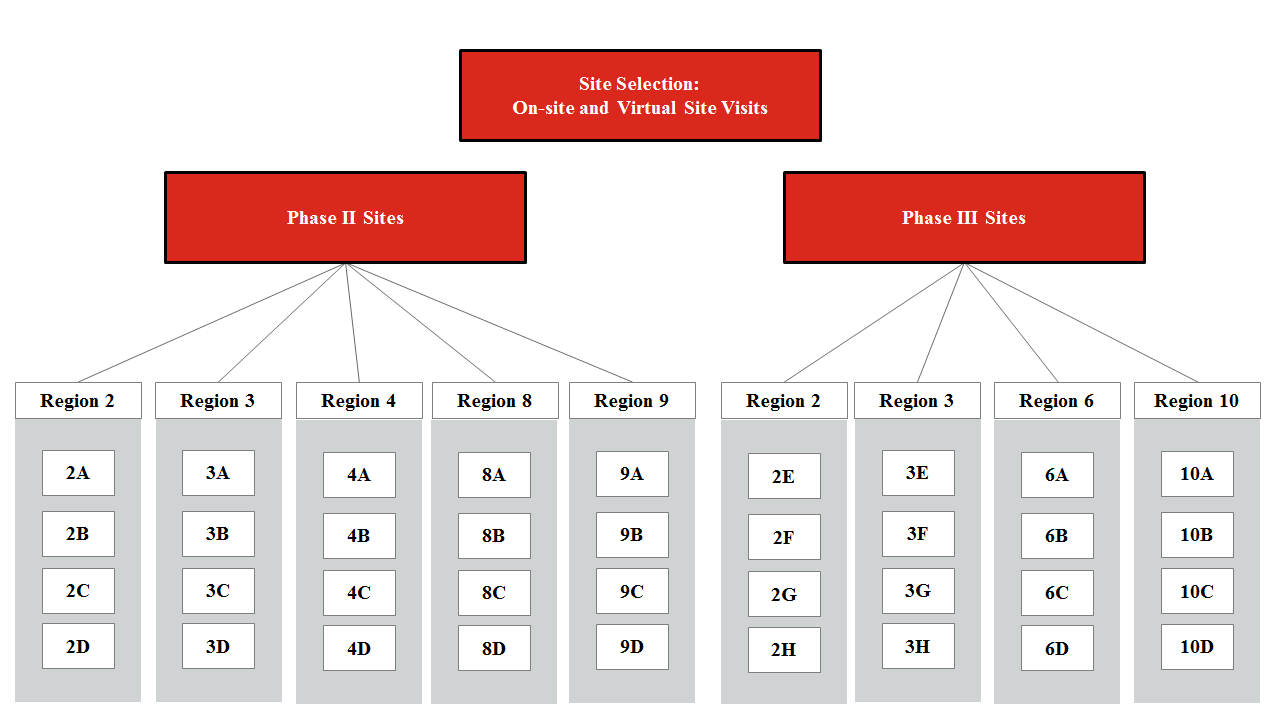 Site Selection:
On-site and Virtual Site Visits
Phase II Sites
Phase III Sites
Region 2
Region 3
Region 4
Region 8
Region 9
Region 2
Region 3
Region 6
Region 10
2A
2B
2C
2D
3A
3B
3C
3D
4A
4B
4C
4D
8A
8B
8C
8D
9A
9B
9C
9D
2E
2F
2G
2H
3E
3F
3G
3H
6A
6B
6C
6D
10A
10B
10C
10D